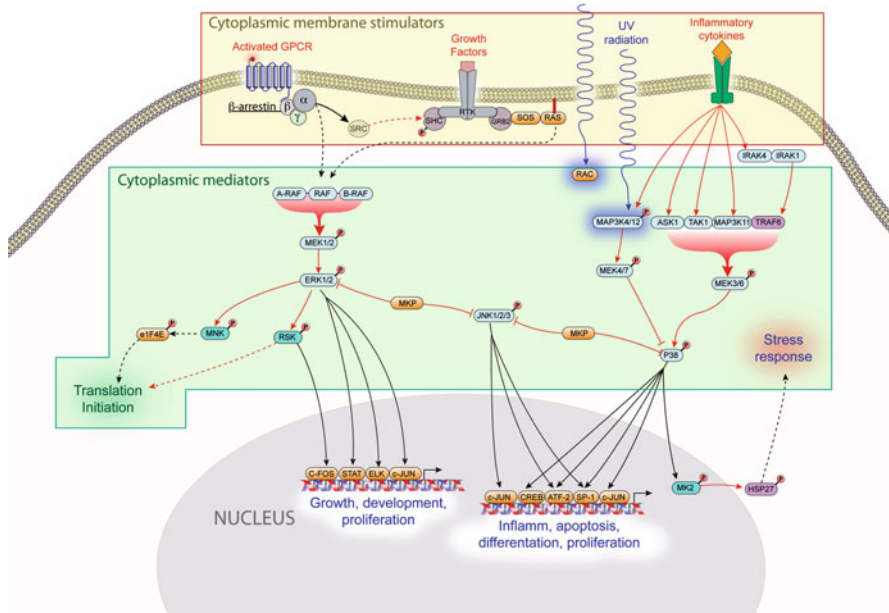 Cytoplasmic membrane stimulators
Activated GPCR
Growth
Factors
UV
radiation
Inflammatory
cytokines
β-arrestin
β
α
γ
SRC
P
SHC
RTK
GRB2
SOS
RAS
IRAK4
IRAK1
Cytoplasmic mediators
RAC
A-RAF
RAF
B-RAF
MAP3K4/12
P
ASK1
TAK1
MAP3K11
TRAF6
MEK1/2
P
MEK4/7
P
MEK3/6
P
ERK1/2
P
MKP
JNK1/2/3
P
MKP
P38
P
e1F4E
P
MNK
P
RSK
P
Stress
response
Translation
Initiation
C-FOS
STAT
ELK
c-JUN
Growth, development,
proliferation
c-JUN
CREB
ATF-2
SP-1
c-JUN
MK2
P
HSP27
P
NUCLEUS
Inflamm, apoptosis,
differentation, proliferation